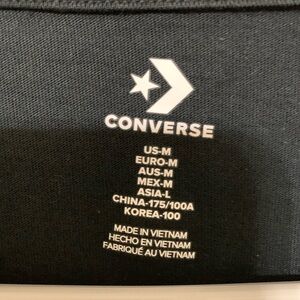 CONVERSE
US-M
EURO-M
AUS-M
MEX-M
ASIA-L
CHINA-175/100A
KOREA-100
MADE IN VIETNAM
HECHO EN VIETNAM
FABRIQUÉ AU VIETNAM